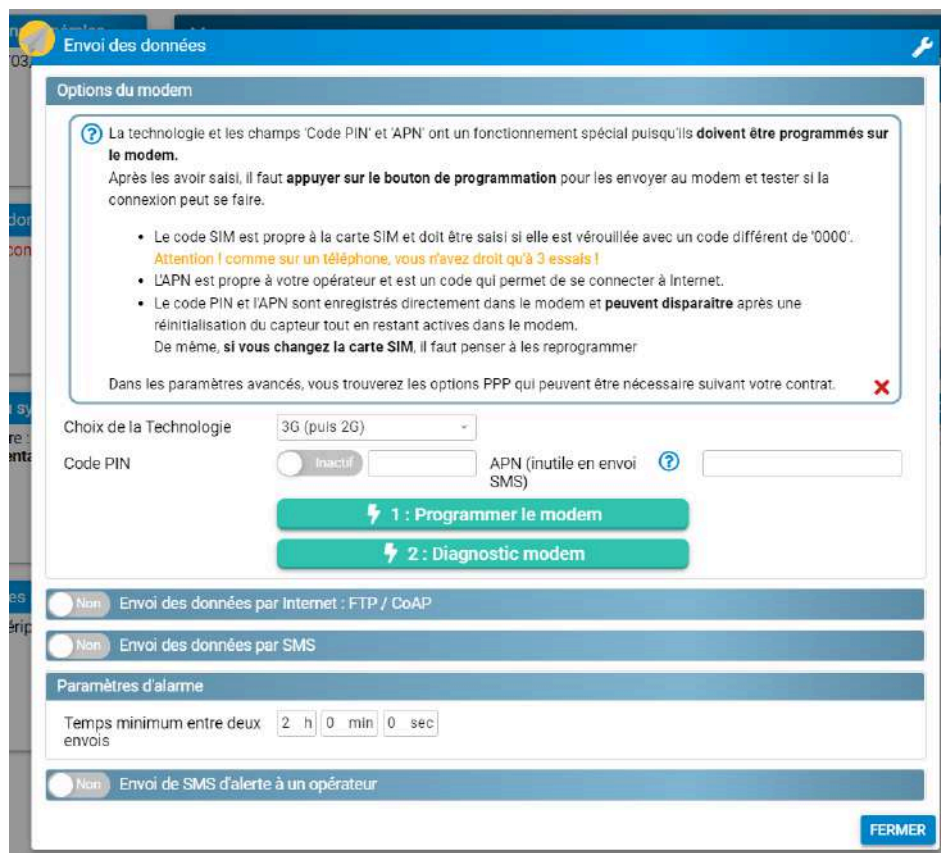 Envoi des données
Options du modem
La technologie et les champs 'Code PIN' et 'APN' ont un fonctionnement spécial puisqu'ils doivent être programmés sur
le modem.
Après les avoir saisi, il faut appuyer sur le bouton de programmation pour les envoyer au modem et tester si la
connexion peut se faire.
• Le code SIM est propre à la carte SIM et doit être saisi si elle est vérouillée avec un code différent de '0000'.
Attention ! comme sur un téléphone, vous n'avez droit qu'à 3 essais !
• L'APN est propre à votre opérateur et est un code qui permet de se connecter à Internet.
• Le code PIN et l'APN sont enregistrés directement dans le modem et peuvent disparaitre après une
réinitialisation du capteur tout en restant actives dans le modem.
De même, si vous changez la carte SIM, il faut penser à les reprogrammer
Dans les paramètres avancés, vous trouverez les options PPP qui peuvent être nécessaire suivant votre contrat.
Choix de la Technologie 3G (puis 2G)
Code PIN Inactif APN (inutile en envoi
SMS)
1 : Programmer le modem
2 : Diagnostic modem
Non Envoi des données par Internet : FTP / CoAP
Non Envoi des données par SMS
Paramètres d'alarme
Temps minimum entre deux 2 h 0 min 0 sec
envois
Non Envoi de SMS d'alerte à un opérateur
FERMER